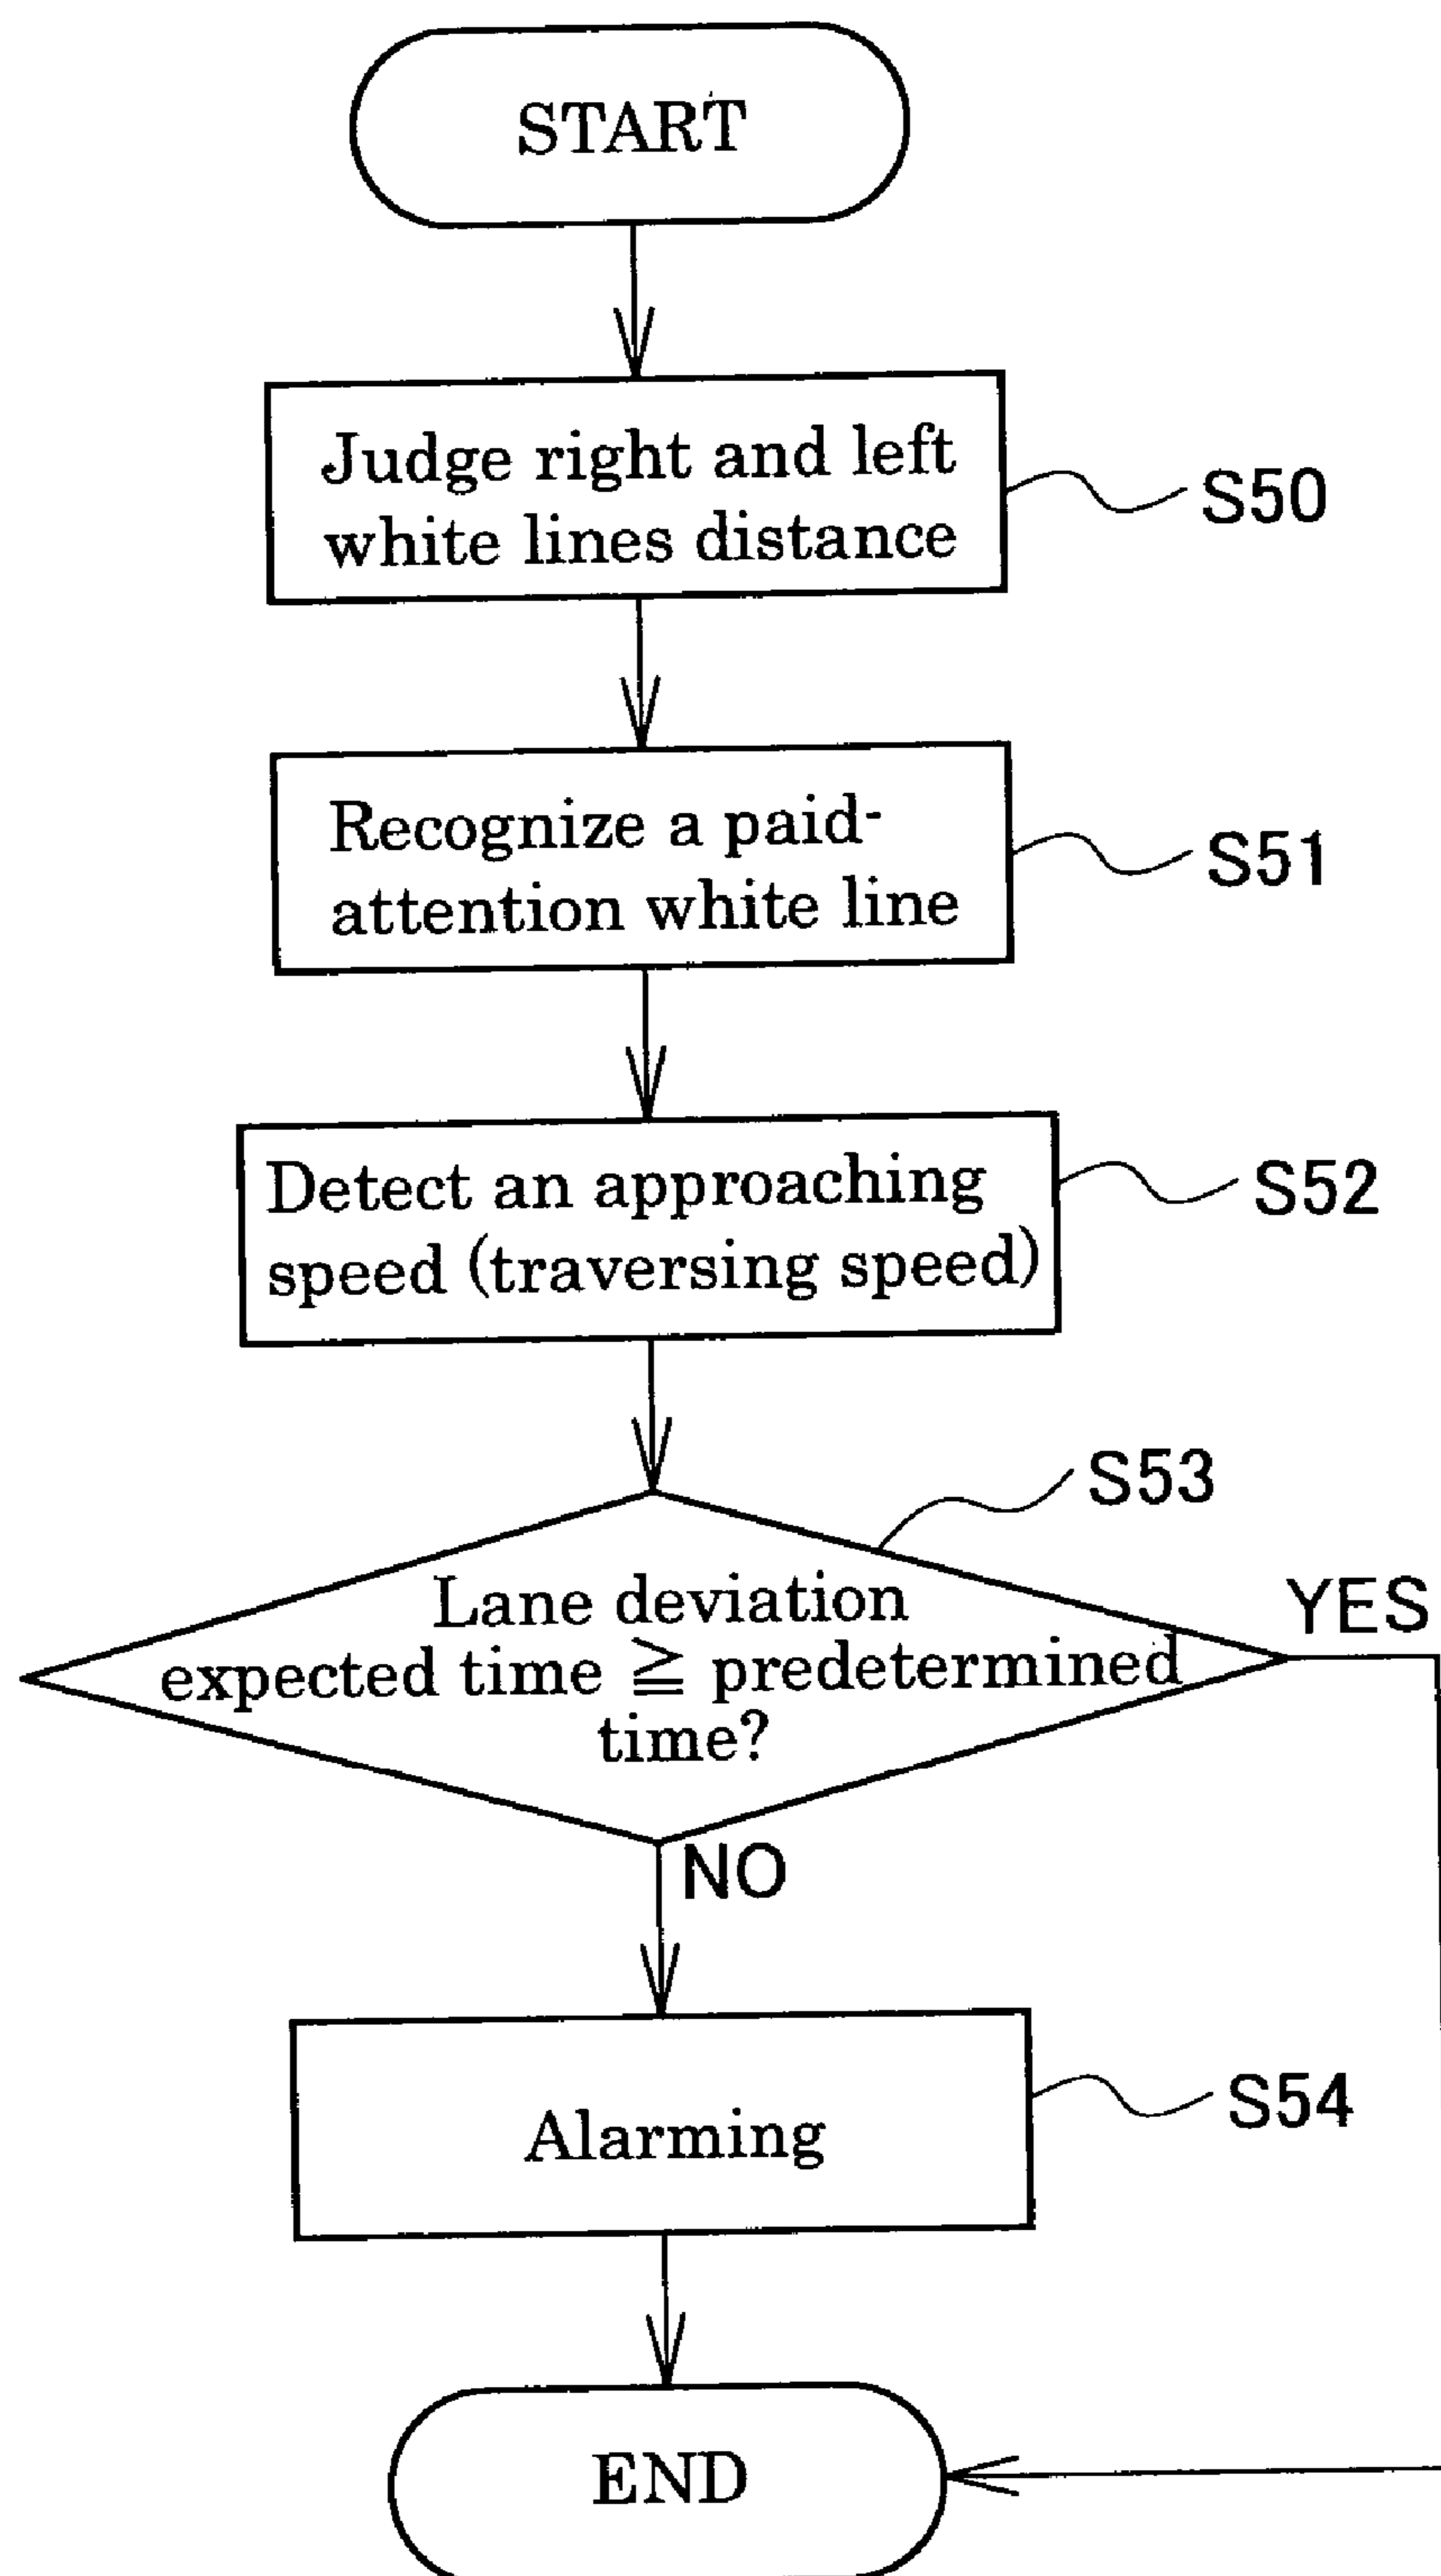 START
Judge right and left
white lines distance
S50
Recognize a paid-
attention white line
S51
Detect an approaching
speed (traversing speed)
S52
S53
Lane deviation
expected time ≧ predetermined
time?
YES
NO
Alarming
S54
END